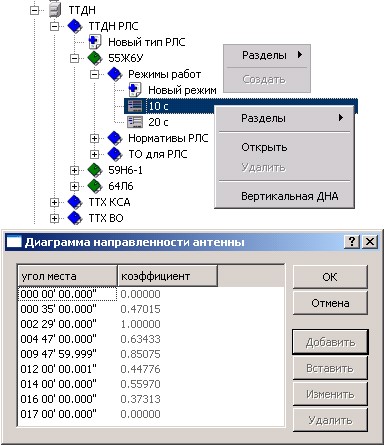 ТТДН
ТТДН РЛС
Новый тип РЛС
55Ж6У
Режимы работ
Новый режим
10 с
20 с
Нормативы РЛС
ТО для РЛС
59Н6-1
64Л6
ТТХ КСА
ТТХ ВО
Разделы
Создать
Разделы
Открыть
Удалить
Вертикальная ДНА
Диаграмма направленности антенны
угол места коэффициент
000 00' 00.000" 0.00000
000 35' 00.000" 0.47015
002 29' 00.000" 1.00000
004 47' 00.000" 0.63433
009 47' 59.999" 0.85075
012 00' 00.001" 0.44776
014 00' 00.000" 0.55970
016 00' 00.000" 0.37313
017 00' 00.000" 0.00000
ОК
Отмена
Добавить
Вставить
Изменить
Удалить